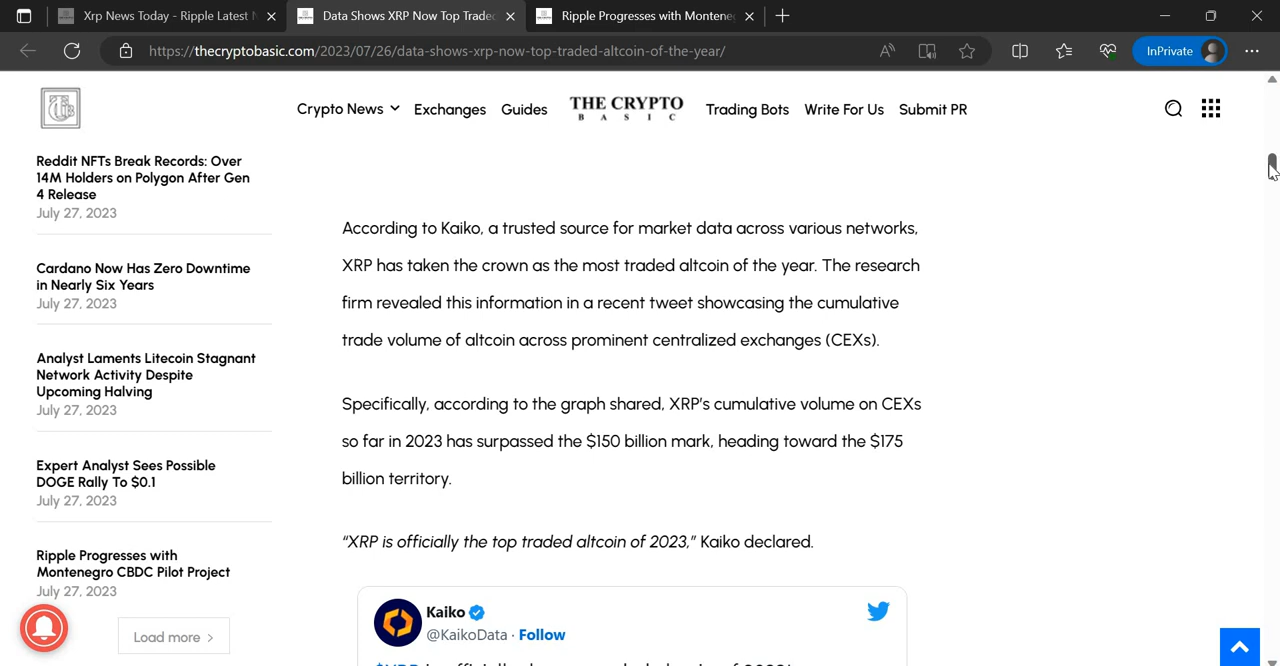 Xrp News Today - Ripple Latest N
Data Shows XRP Now Top Traded
Ripple Progresses with Montene
https://thecryptobasic.com/2023/07/26/data-shows-xrp-now-top-traded-altcoin-of-the-year/
InPrivate
Crypto News
Exchanges
Guides
THE CRYPTO
BASIC
Trading Bots
Write For Us
Submit PR
Reddit NFTs Break Records: Over
14M Holders on Polygon After Gen
4 Release
July 27, 2023
Cardano Now Has Zero Downtime
in Nearly Six Years
July 27, 2023
Analyst Laments Litecoin Stagnant
Network Activity Despite
Upcoming Halving
July 27, 2023
Expert Analyst Sees Possible
DOGE Rally To $0.1
July 27, 2023
Ripple Progresses with
Montenegro CBDC Pilot Project
July 27, 2023
Load more
According to Kaiko, a trusted source for market data across various networks,
XRP has taken the crown as the most traded altcoin of the year. The research
firm revealed this information in a recent tweet showcasing the cumulative
trade volume of altcoin across prominent centralized exchanges (CEXs).
Specifically, according to the graph shared, XRP's cumulative volume on CEXs
so far in 2023 has surpassed the $150 billion mark, heading toward the $175
billion territory.
“XRP is officially the top traded altcoin of 2023,” Kaiko declared.
Kaiko
@KaikoData · Follow